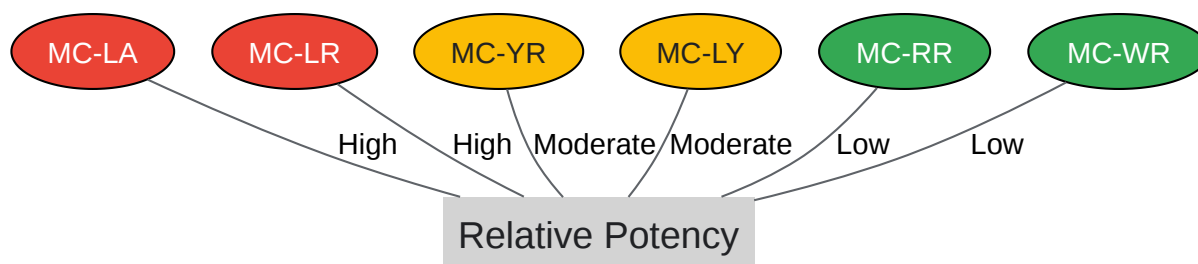 MC-LA MC-LR MC-YR MC-LY MC-RR MC-WR
High High Moderate Moderate Low Low
Relative Potency